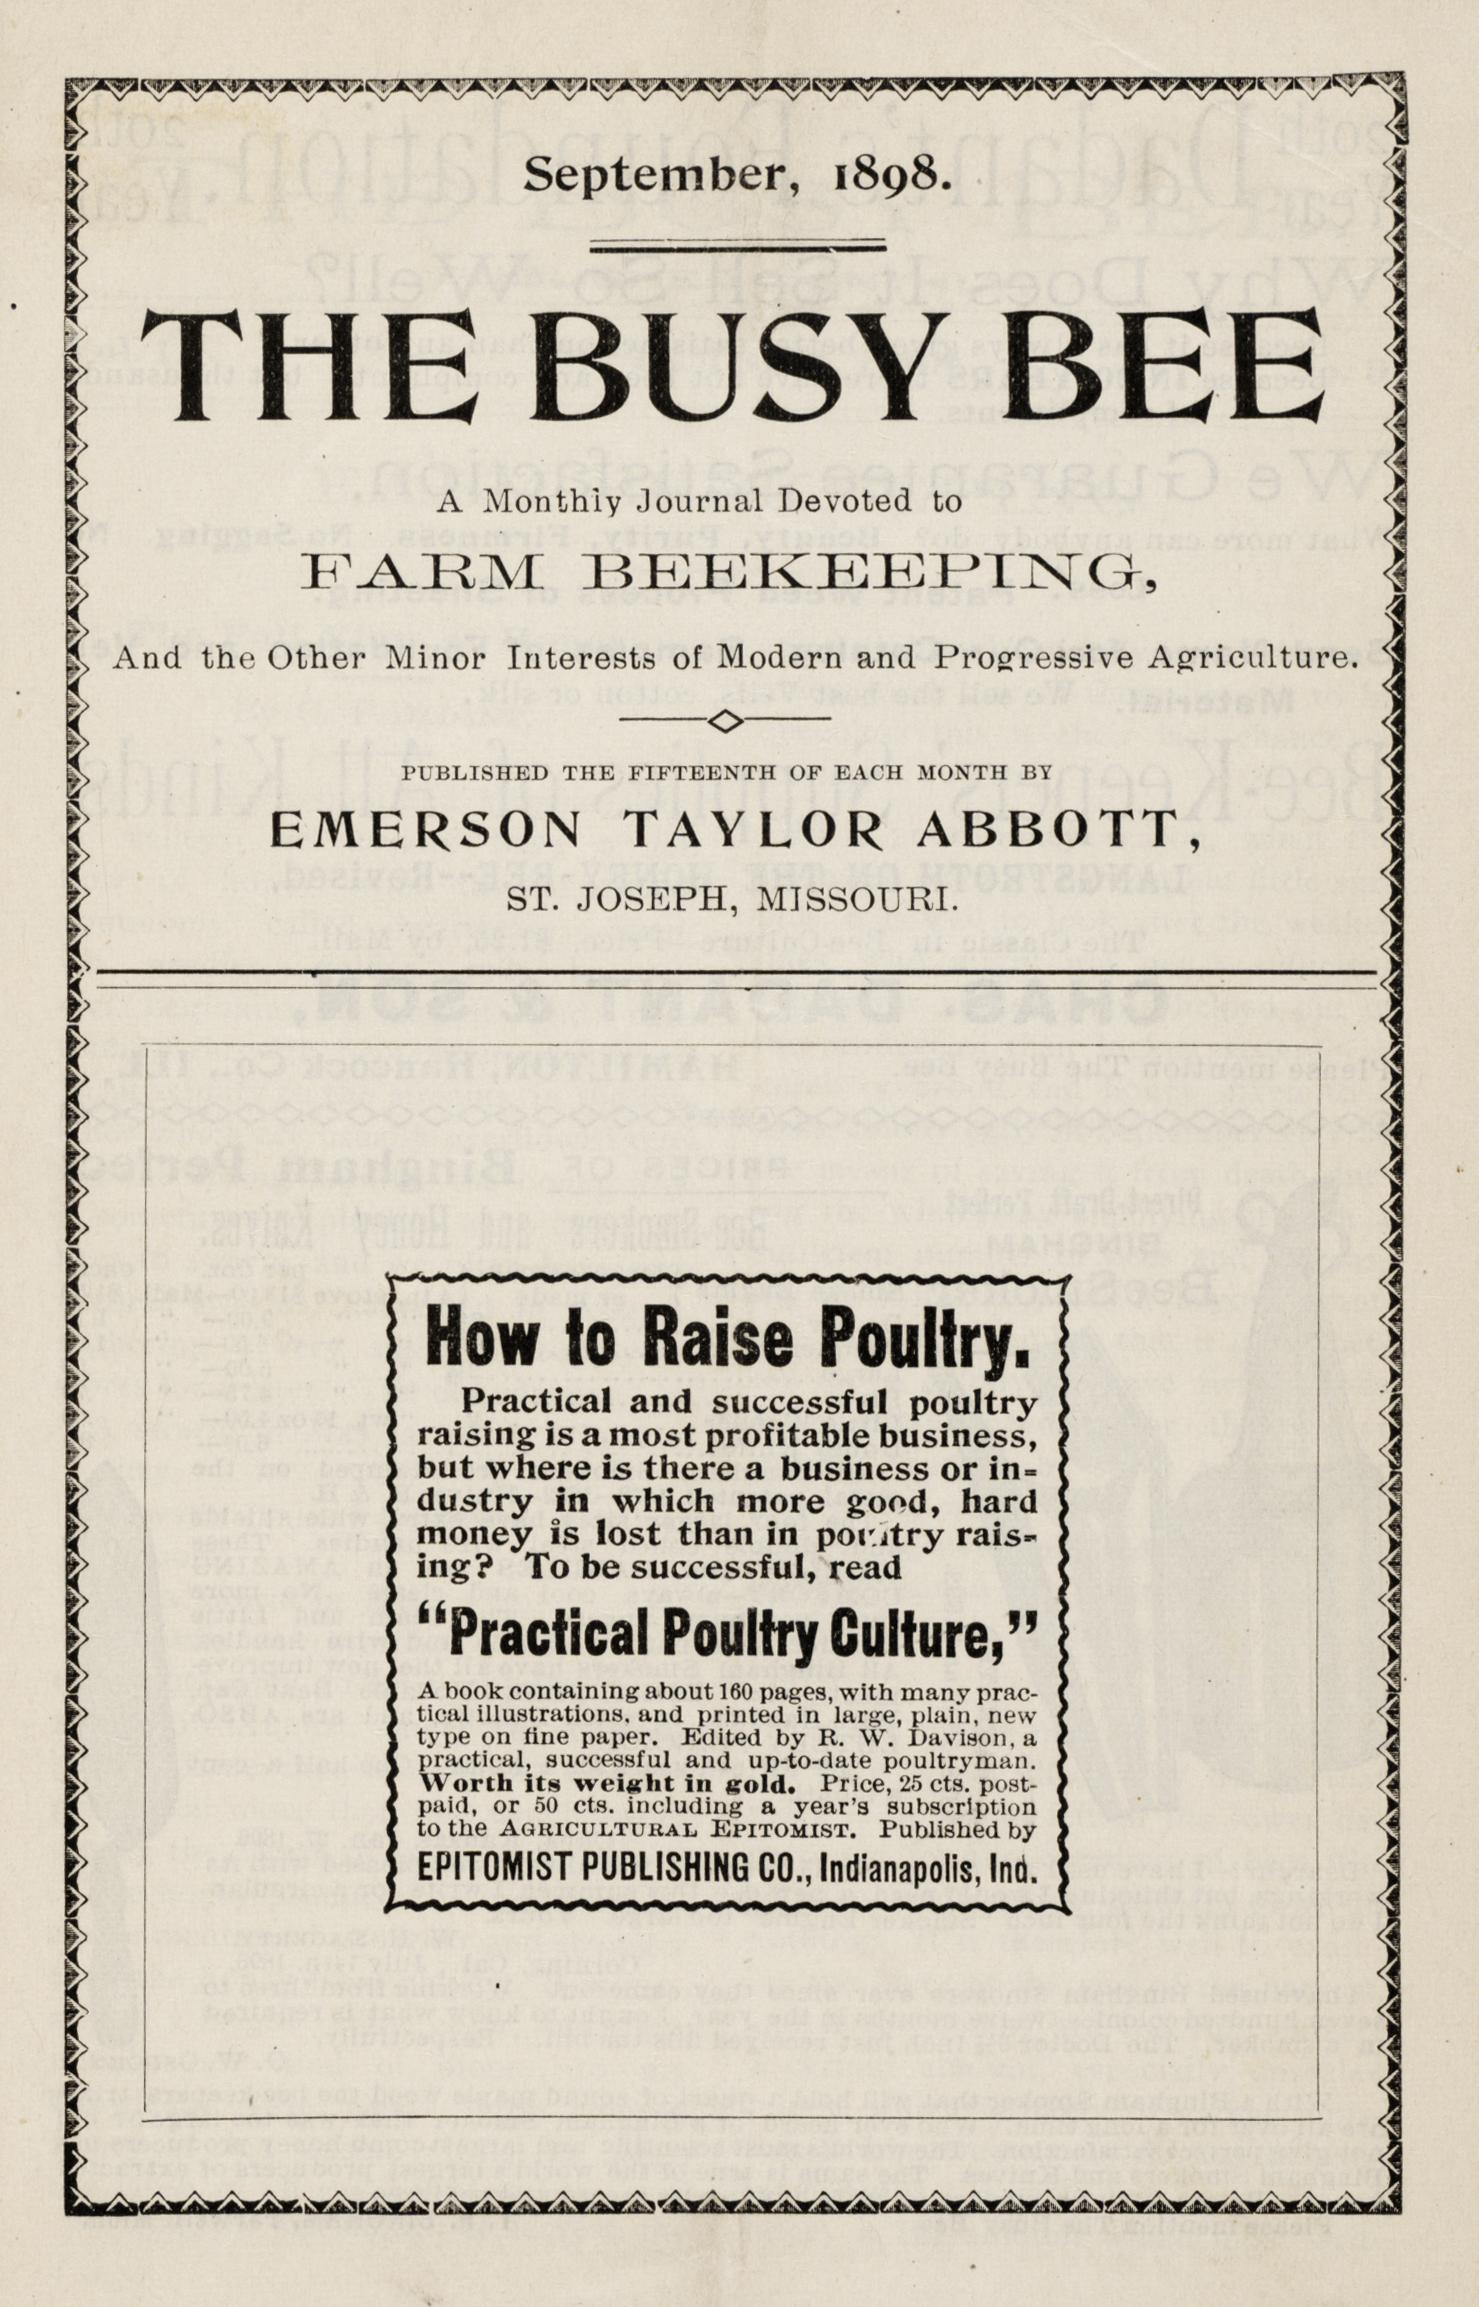 September, 1898.
THE BUSY BEE
A Monthly Journal Devoted to
FARM BEEKEEPING,
And the Other Minor Interests of Modern and Progressive Agriculture.
PUBLISHED THE FIFTEENTH OF EACH MONTH BY
EMERSON TAYLOR ABBOTT,
ST. JOSEPH, MISSOURI.
How to Raise Poultry.
Practical and successful poultry
raising is a most profitable business,
but where is there a business or in-
dustry in which more good, hard
money is lost than in poultry rais-
ing? To be successful, read
"Practical Poultry Culture,"
A book containing about 160 pages, with many prac-
tical illustrations, and printed in large, plain, new
type on fine paper. Edited by R. W. Davison, a
practical, successful and up-to-date poultryman.
Worth its weight in gold. Price, 25 cts. post-
paid, or 50 cts. including a year's subscription
to the AGRICULTURAL EPITOMIST. Published by
EPITOMIST PUBLISHING CO., Indianapolis, Ind.